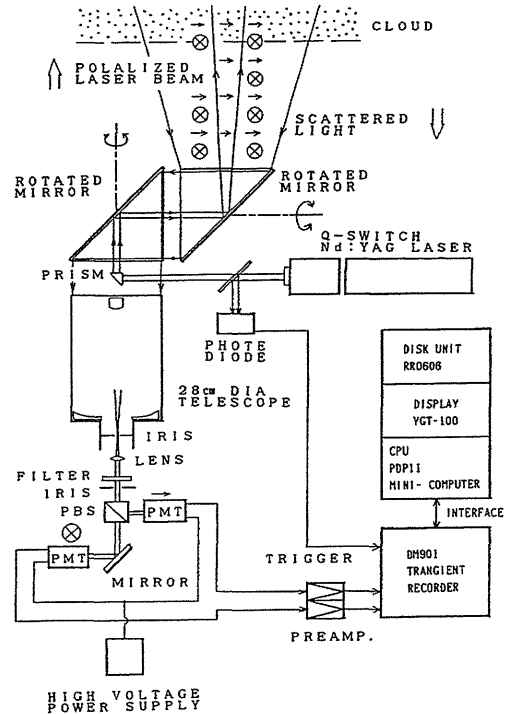 CLOUD
POLALIZED
LASER BEAM
SCATTERED
LIGHT
ROTATED
MIRROR
ROTATED
MIRROR
Q-SWITCH
Nd:YAG LASER
PRISM
PHOTE
DIODE
28cm DIA
TELESCOPE
DISK UNIT
RRO606
DISPLAY
YGT-100
CPU
PDP11
MINI- COMPUTER
IRIS
LENS
FILTER
IRIS
PBS
PMT
PMT
MIRROR
INTERFACE
TRIGGER
DM901
TRANGIENT
RECORDER
PREAMP.
HIGH VOLTAGE
POWER SUPPLY